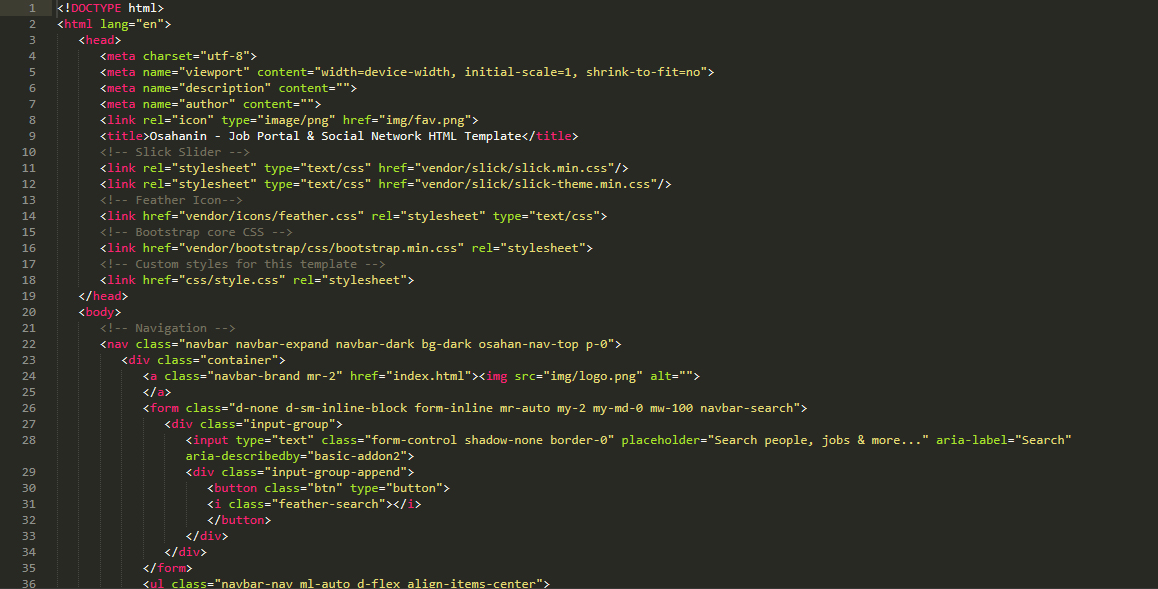 1 <!DOCTYPE html>
2 <html lang="en">
3 <head>
4 <meta charset="utf-8">
5 <meta name="viewport" content="width=device-width, initial-scale=1, shrink-to-fit=no">
6 <meta name="description" content="">
7 <meta name="author" content="">
8 <link rel="icon" type="image/png" href="img/fav.png">
9 <title>Osahanin - Job Portal & Social Network HTML Template</title>
10 <!-- Slick Slider -->
11 <link rel="stylesheet" type="text/css" href="vendor/slick/slick.min.css"/>
12 <link rel="stylesheet" type="text/css" href="vendor/slick/slick-theme.min.css"/>
13 <!-- Feather Icon-->
14 <link href="vendor/icons/feather.css" rel="stylesheet" type="text/css">
15 <!-- Bootstrap core CSS -->
16 <link href="vendor/bootstrap/css/bootstrap.min.css" rel="stylesheet">
17 <!-- Custom styles for this template -->
18 <link href="css/style.css" rel="stylesheet">
19 </head>
20 <body>
21 <!-- Navigation -->
22 <nav class="navbar navbar-expand navbar-dark bg-dark osahan-nav-top p-0">
23 <div class="container">
24 <a class="navbar-brand mr-2" href="index.html"><img src="img/logo.png" alt="">
25 </a>
26 <form class="d-none d-sm-inline-block form-inline mr-auto my-2 my-md-0 mw-100 navbar-search">
27 <div class="input-group">
28 <input type="text" class="form-control shadow-none border-0" placeholder="Search people, jobs & more..." aria-label="Search"
aria-describedby="basic-addon2">
29 <div class="input-group-append">
30 <button class="btn" type="button">
31 <i class="feather-search"></i>
32 </button>
33 </div>
34 </div>
35 </form>
36 <ul class="navbar-nav ml-auto d-flex align-items-center">